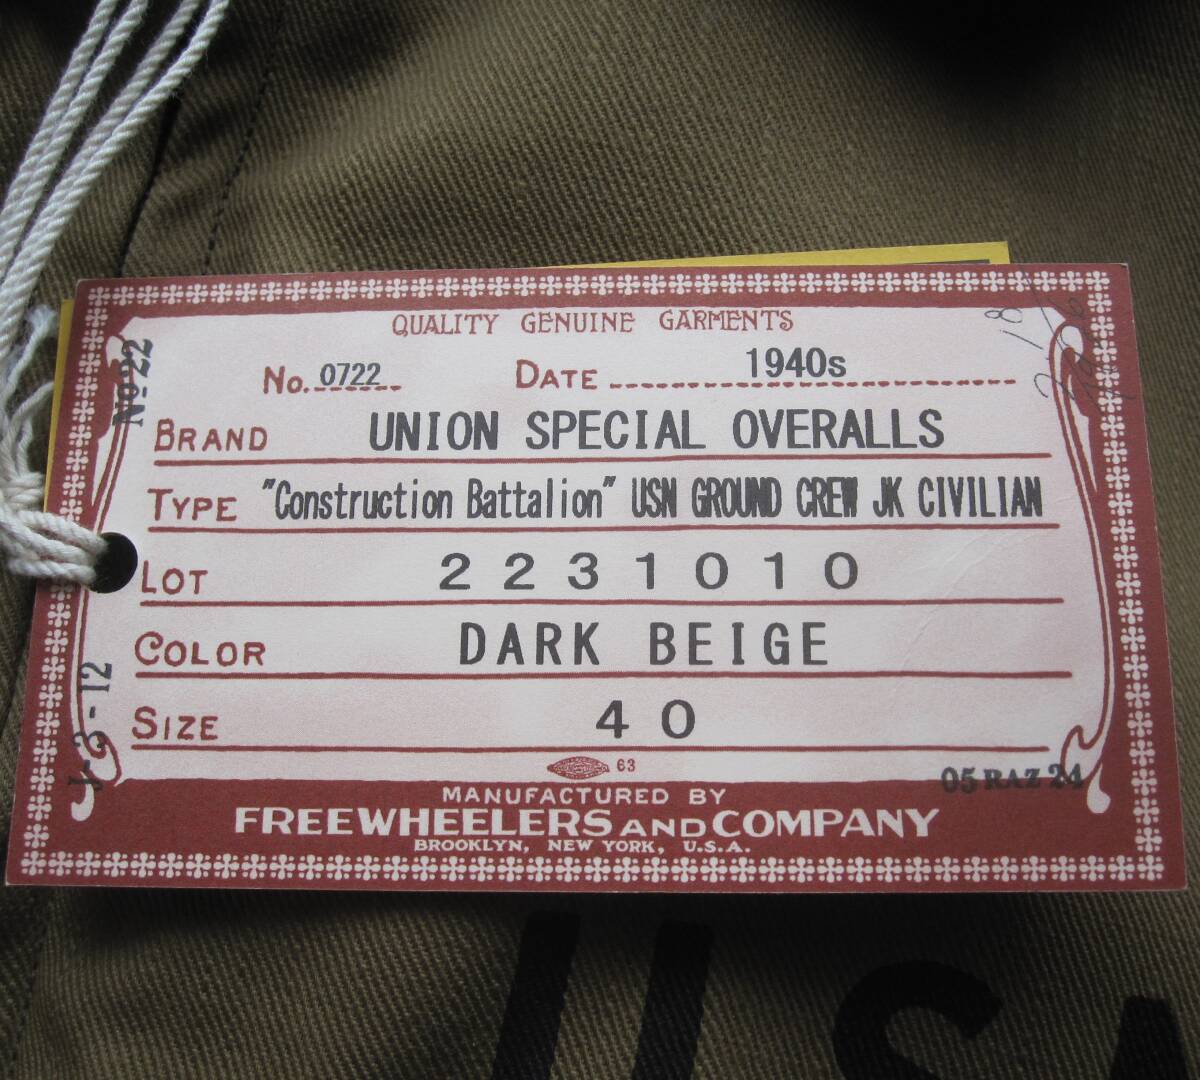 QUALITY GENUINE GARMENTS
No. 0722 DATE 1940s
BRAND UNION SPECIAL OVERALLS
TYPE "Construction Battalion" USN GROUND CREW JK CIVILIAN
LOT 2231010
COLOR DARK BEIGE
SIZE 40
63
MANUFACTURED BY
FREEWHEELERS AND COMPANY
BROOKLYN, NEW YORK, U.S.A.
No-22
J-3-12
05 RAZ 24